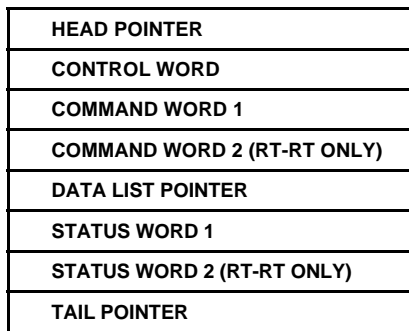 HEAD POINTER
CONTROL WORD
COMMAND WORD 1
COMMAND WORD 2 (RT-RT ONLY)
DATA LIST POINTER
STATUS WORD 1
STATUS WORD 2 (RT-RT ONLY)
TAIL POINTER